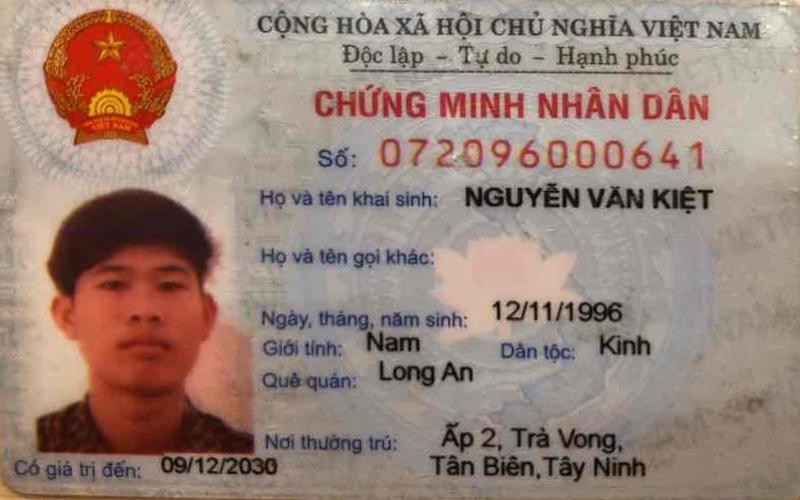 CỘNG HÒA XÃ HỘI CHỦ NGHĨA VIỆT NAM
Độc lập – Tự do – Hạnh phúc
CHỨNG MINH NHÂN DÂN
Số: 072096000641
Họ và tên khai sinh: NGUYỄN VĂN KIỆT
Họ và tên gọi khác:
Ngày, tháng, năm sinh: 12/11/1996
Giới tính: Nam Dân tộc: Kinh
Quê quán: Long An
Nơi thường trú: Ấp 2, Trà Vong,
Tân Biên, Tây Ninh
Có giá trị đến: 09/12/2030
VIỆT NAM